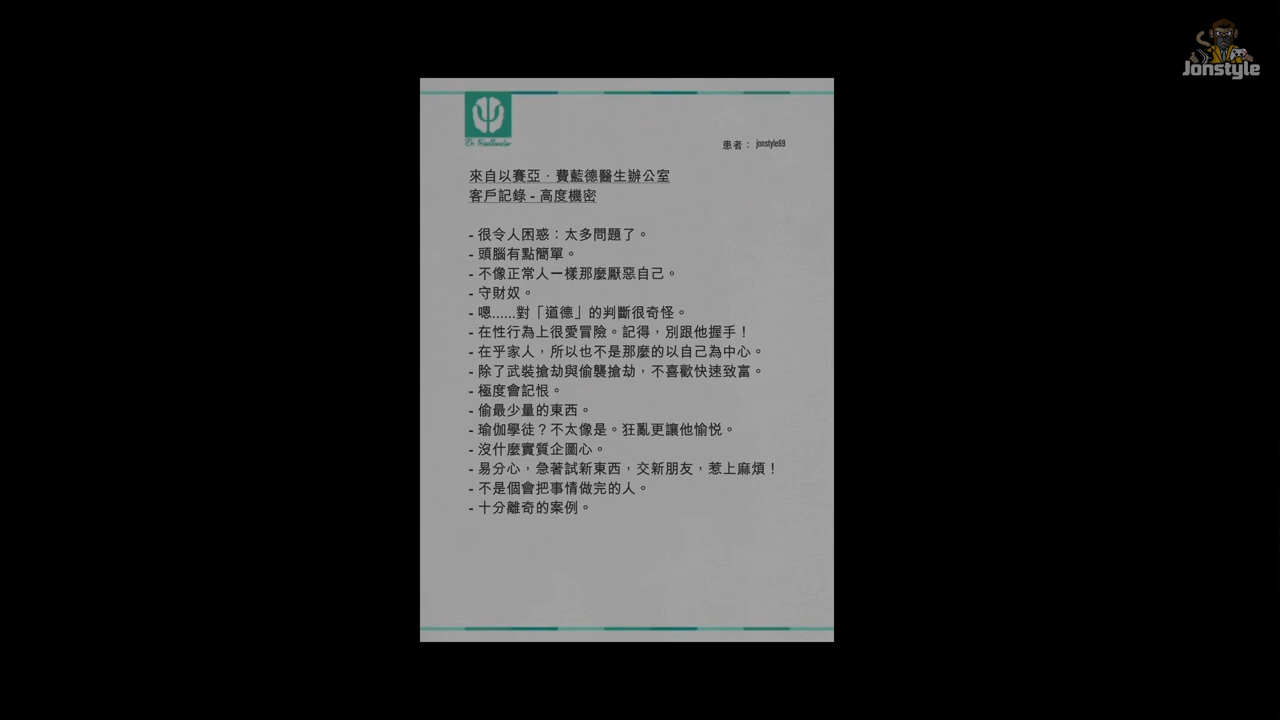 Jonstyle
Dr. Friedlander
患者： jonstyle69
來自以賽亞．費藍德醫生辦公室
客戶記錄 - 高度機密
- 很令人困惑：太多問題了。
- 頭腦有點簡單。
- 不像正常人一樣那麼厭惡自己。
- 守財奴。
- 嗯......對「道德」的判斷很奇怪。
- 在性行為上很愛冒險。記得，別跟他握手！
- 在乎家人，所以也不是那麼的以自己為中心。
- 除了武裝搶劫與偷襲搶劫，不喜歡快速致富。
- 極度會記恨。
- 偷最少量的東西。
- 瑜伽學徒？不太像是。狂亂更讓他愉悅。
- 沒什麼實質企圖心。
- 易分心，急著試新東西，交新朋友，惹上麻煩！
- 不是個會把事情做完的人。
- 十分離奇的案例。